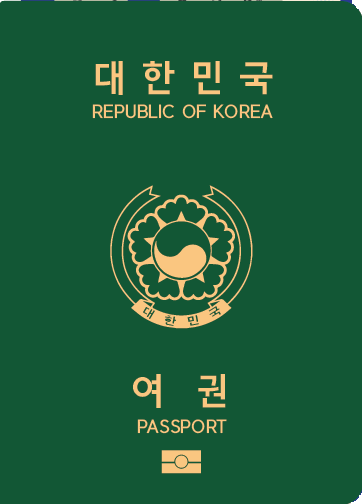 대 한 민 국
REPUBLIC OF KOREA
대 한 민 국
여 권
PASSPORT